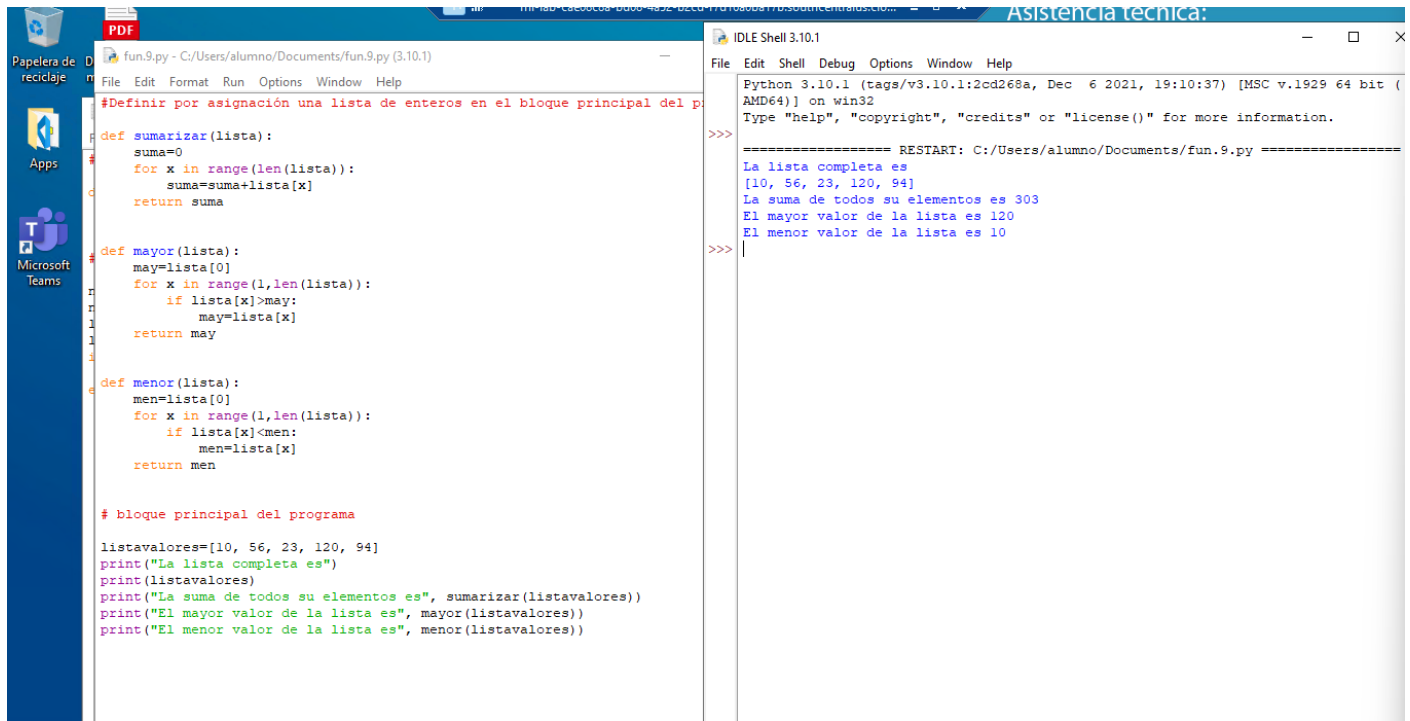 Asistencia técnica:
PDF
Papelera de
reciclaje
Apps
Microsoft
Teams
fun.9.py - C:/Users/alumno/Documents/fun.9.py (3.10.1)
File Edit Format Run Options Window Help
#Definir por asignación una lista de enteros en el bloque principal del
def sumarizar(lista):
    suma=0
    for x in range(len(lista)):
        suma=suma+lista[x]
    return suma
def mayor(lista):
    may=lista[0]
    for x in range(1,len(lista)):
        if lista[x]>may:
            may=lista[x]
    return may
def menor(lista):
    men=lista[0]
    for x in range(1,len(lista)):
        if lista[x]<men:
            men=lista[x]
    return men
# bloque principal del programa
listavalores=[10, 56, 23, 120, 94]
print("La lista completa es")
print(listavalores)
print("La suma de todos su elementos es", sumarizar(listavalores))
print("El mayor valor de la lista es", mayor(listavalores))
print("El menor valor de la lista es", menor(listavalores))
IDLE Shell 3.10.1
File Edit Shell Debug Options Window Help
Python 3.10.1 (tags/v3.10.1:2cd268a, Dec  6 2021, 19:10:37) [MSC v.1929 64 bit (
AMD64)] on win32
Type "help", "copyright", "credits" or "license()" for more information.
>>>
================== RESTART: C:/Users/alumno/Documents/fun.9.py =================
La lista completa es
[10, 56, 23, 120, 94]
La suma de todos su elementos es 303
El mayor valor de la lista es 120
El menor valor de la lista es 10
>>>